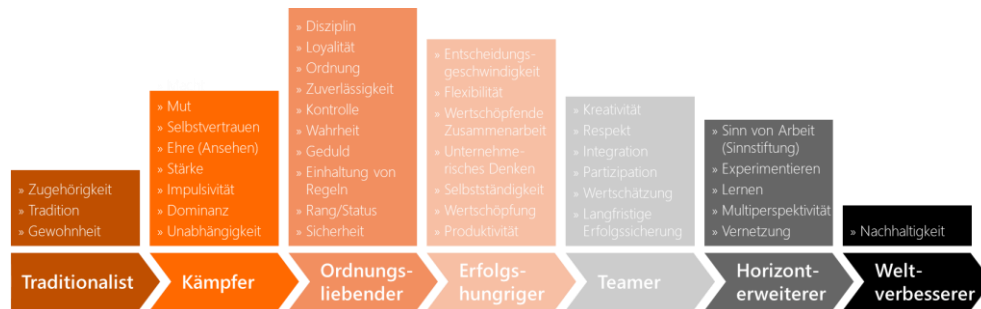 » Zugehörigkeit
» Tradition
» Gewohnheit
Traditionalist
» Mut
» Selbstvertrauen
» Ehre (Ansehen)
» Stärke
» Impulsivität
» Dominanz
» Unabhängigkeit
Kämpfer
» Disziplin
» Loyalität
» Ordnung
» Zuverlässigkeit
» Kontrolle
» Wahrheit
» Geduld
» Einhaltung von
Regeln
» Rang/Status
» Sicherheit
Ordnungs-
liebender
» Entscheidungs-
geschwindigkeit
» Flexibilität
» Wertschöpfende
Zusammenarbeit
» Unternehme-
risches Denken
» Selbstständigkeit
» Wertschöpfung
» Produktivität
Erfolgs-
hungriger
» Kreativität
» Respekt
» Integration
» Partizipation
» Wertschätzung
» Langfristige
Erfolgssicherung
Teamer
» Sinn von Arbeit
(Sinnstiftung)
» Experimentieren
» Lernen
» Multiperspektivität
» Vernetzung
Horizont-
erweiterer
» Nachhaltigkeit
Welt-
verbesserer